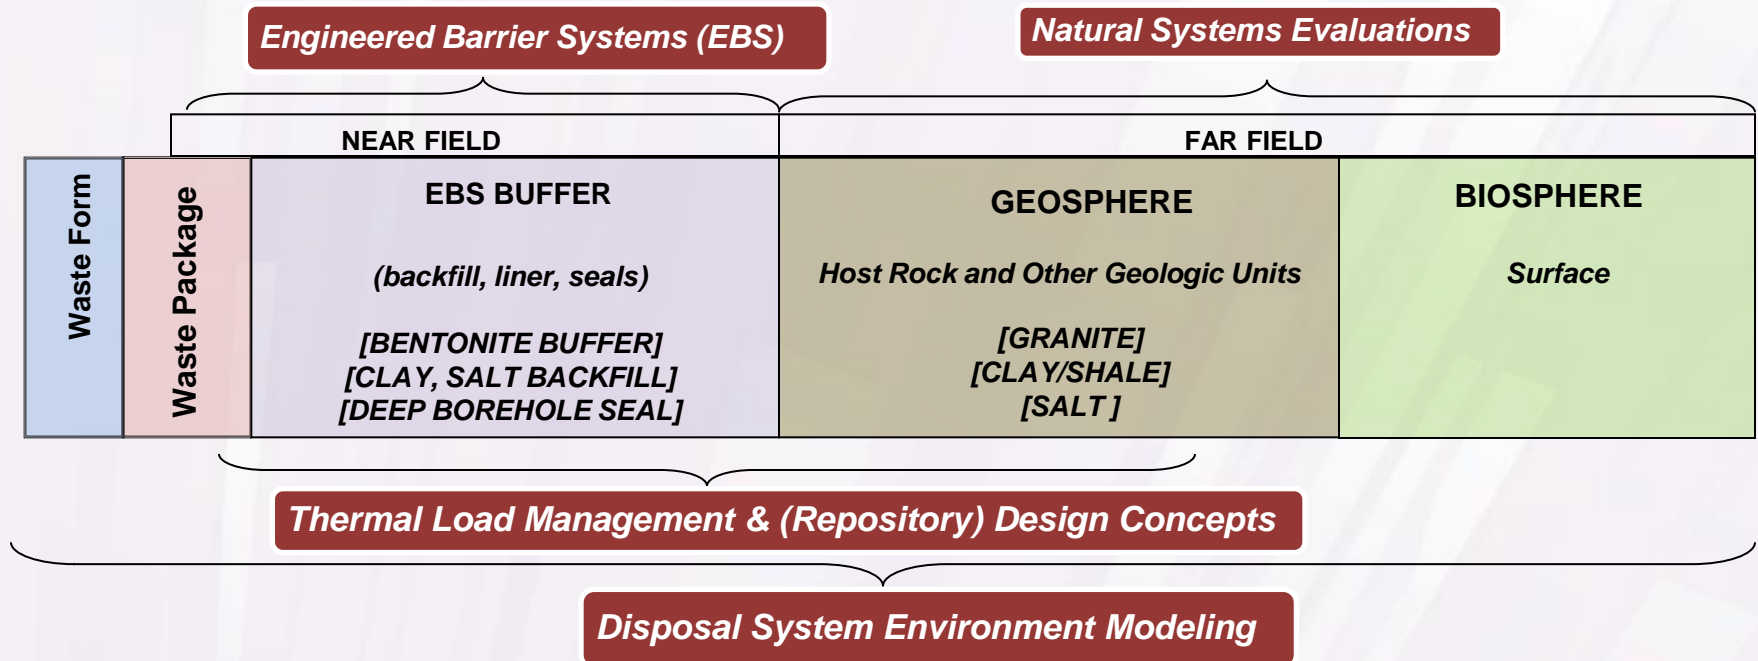 Engineered Barrier Systems (EBS)
Natural Systems Evaluations
NEAR FIELD
FAR FIELD
Waste Form
Waste Package
EBS BUFFER
(backfill, liner, seals)
[BENTONITE BUFFER]
[CLAY, SALT BACKFILL]
[DEEP BOREHOLE SEAL]
GEOSPHERE
Host Rock and Other Geologic Units
[GRANITE]
[CLAY/SHALE]
[SALT ]
BIOSPHERE
Surface
Thermal Load Management & (Repository) Design Concepts
Disposal System Environment Modeling